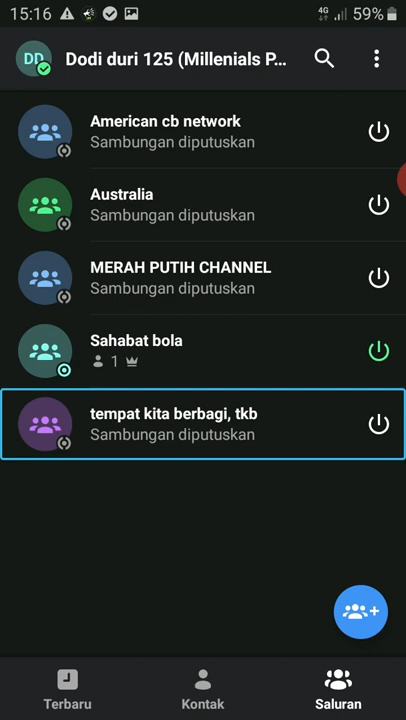 15:16
4G
59%
DD
Dodi duri 125 (Millenials P...
American cb network
Sambungan diputuskan
Australia
Sambungan diputuskan
MERAH PUTIH CHANNEL
Sambungan diputuskan
Sahabat bola
1
tempat kita berbagi, tkb
Sambungan diputuskan
Terbaru
Kontak
Saluran